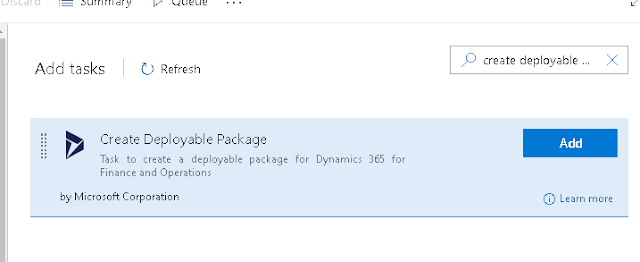 Discard Summary Queue ...
Add tasks Refresh create deployable ...
Create Deployable Package Add
Task to create a deployable package for Dynamics 365 for
Finance and Operations
by Microsoft Corporation Learn more